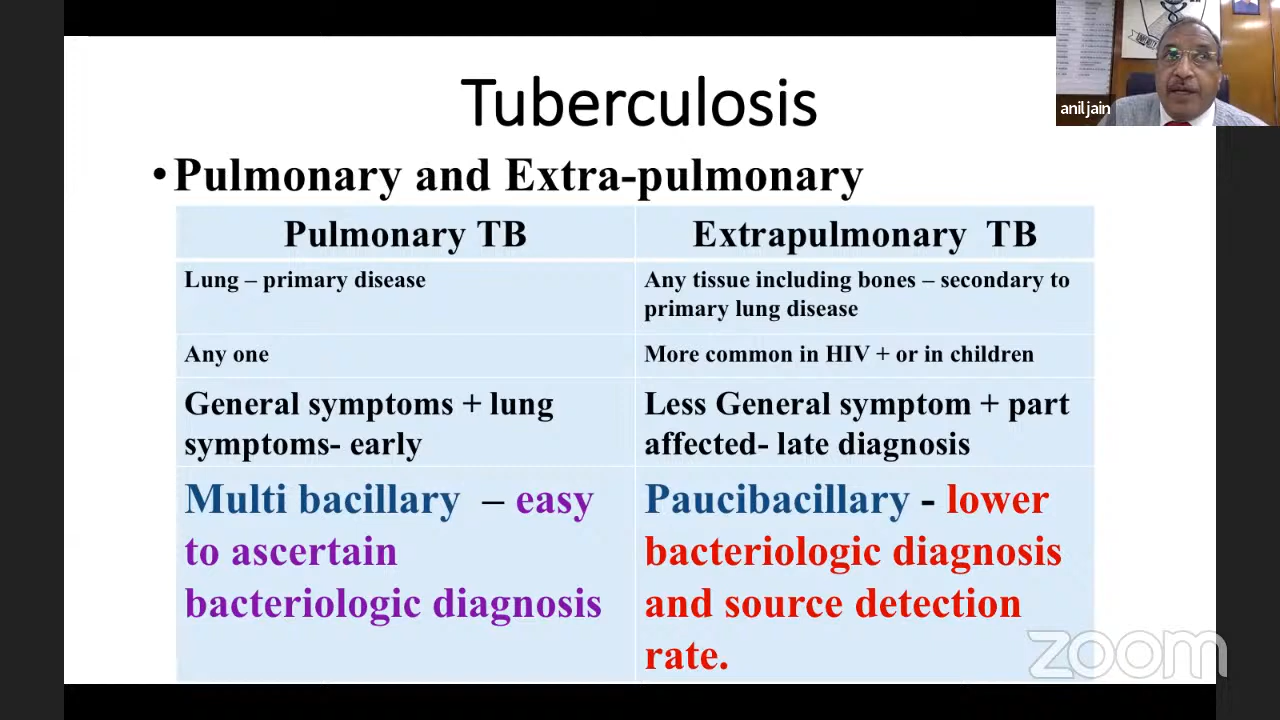 Tuberculosis
anil jain
•Pulmonary and Extra-pulmonary
Pulmonary TB
Extrapulmonary TB
Lung – primary disease
Any tissue including bones – secondary to
primary lung disease
Any one
More common in HIV + or in children
General symptoms + lung
symptoms- early
Less General symptom + part
affected- late diagnosis
Multi bacillary – easy
to ascertain
bacteriologic diagnosis
Paucibacillary - lower
bacteriologic diagnosis
and source detection
rate.
zoom